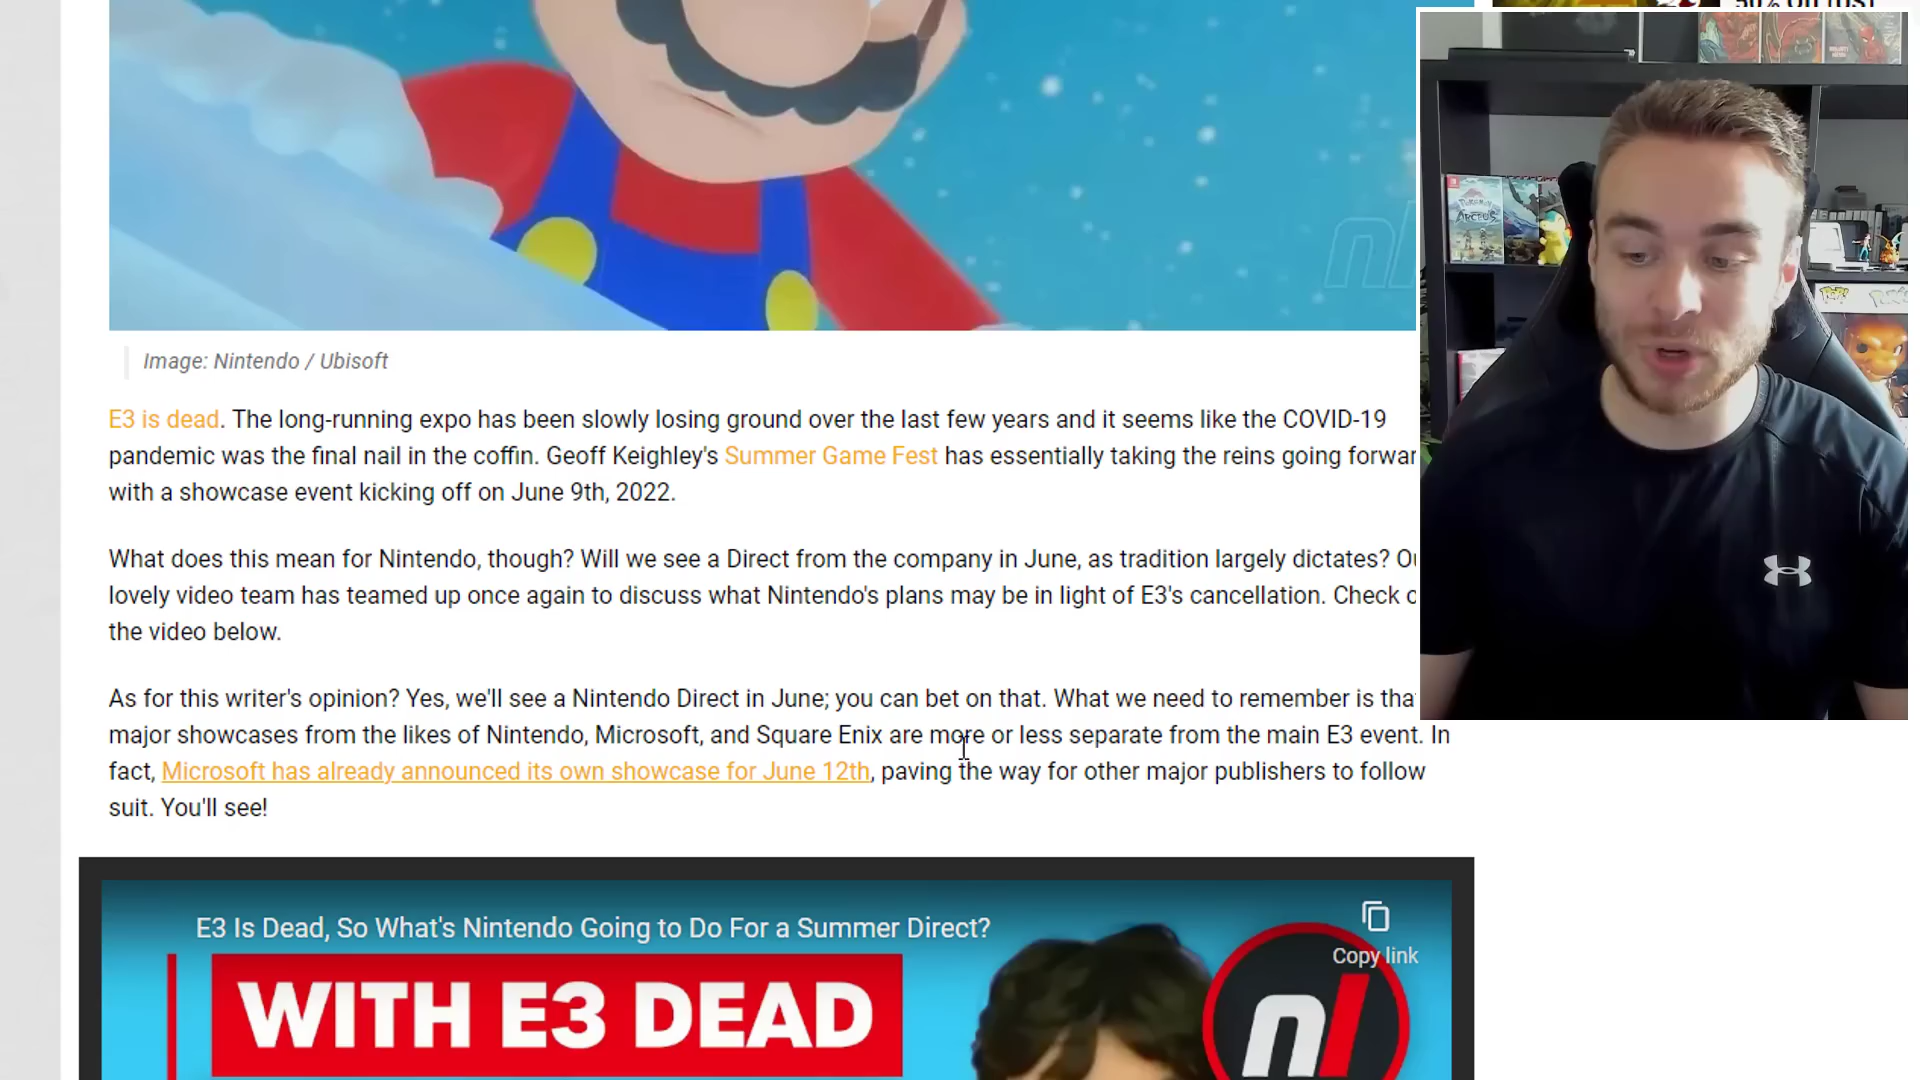 50% off (US)
nl
Image: Nintendo / Ubisoft
E3 is dead. The long-running expo has been slowly losing ground over the last few years and it seems like the COVID-19
pandemic was the final nail in the coffin. Geoff Keighley's Summer Game Fest has essentially taking the reins going forwar
with a showcase event kicking off on June 9th, 2022.
What does this mean for Nintendo, though? Will we see a Direct from the company in June, as tradition largely dictates? Ou
lovely video team has teamed up once again to discuss what Nintendo's plans may be in light of E3's cancellation. Check o
the video below.
As for this writer's opinion? Yes, we'll see a Nintendo Direct in June; you can bet on that. What we need to remember is tha
major showcases from the likes of Nintendo, Microsoft, and Square Enix are more or less separate from the main E3 event. In
fact, Microsoft has already announced its own showcase for June 12th, paving the way for other major publishers to follow
suit. You'll see!
E3 Is Dead, So What's Nintendo Going to Do For a Summer Direct?
Copy link
WITH E3 DEAD
nl
ARCEUS
POP!